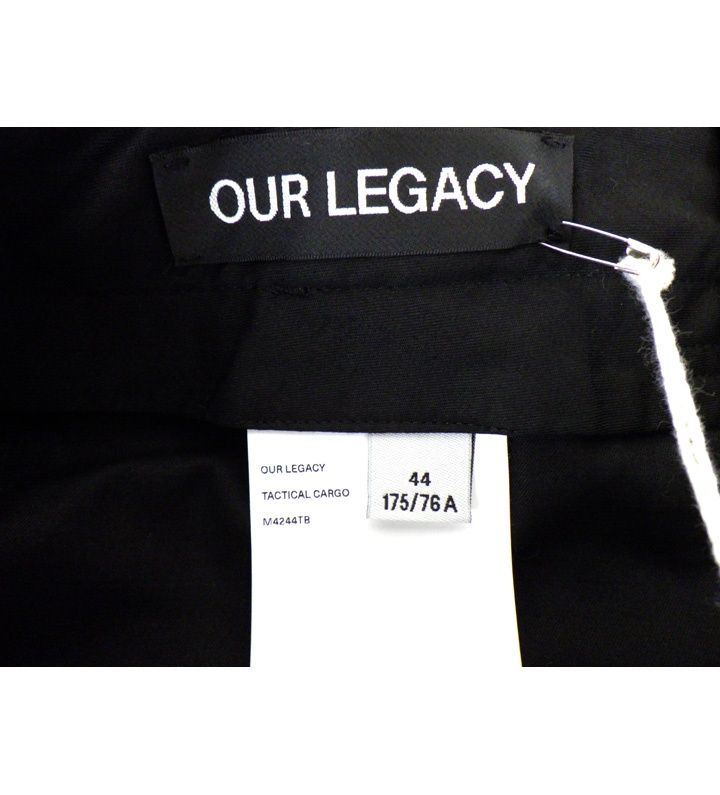 OUR LEGACY
OUR LEGACY
TACTICAL CARGO
M4244TB
44
175/76 A